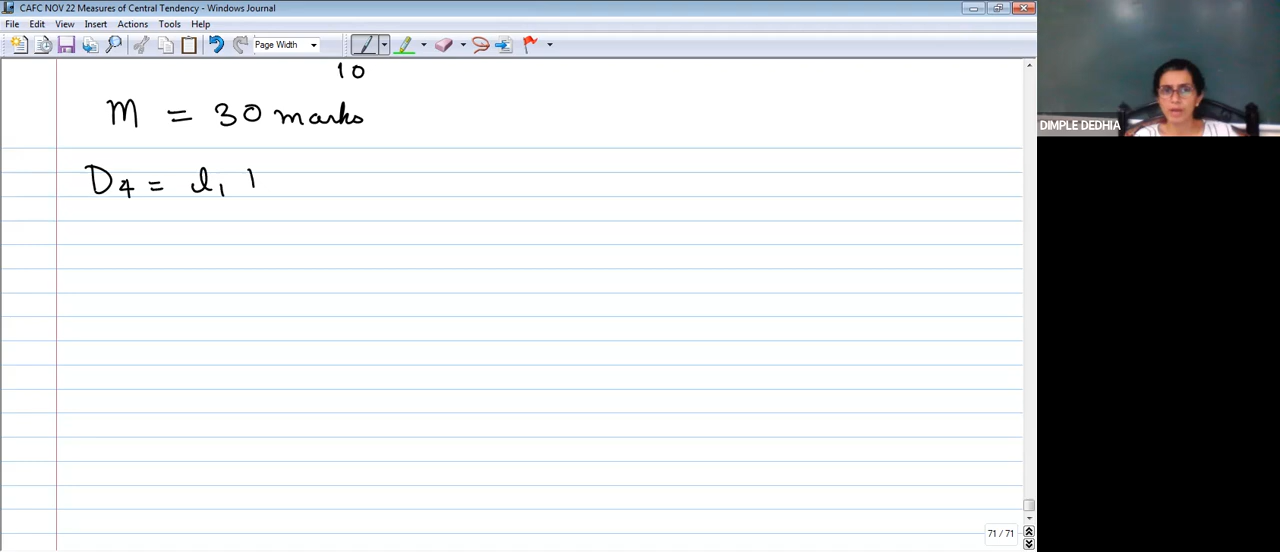 CAFC NOV 22 Measures of Central Tendency - Windows Journal
File Edit View Insert Actions Tools Help
Page Width
10
M = 30 marks
D4 = l1 
DIMPLE DEDHIA
71 / 71